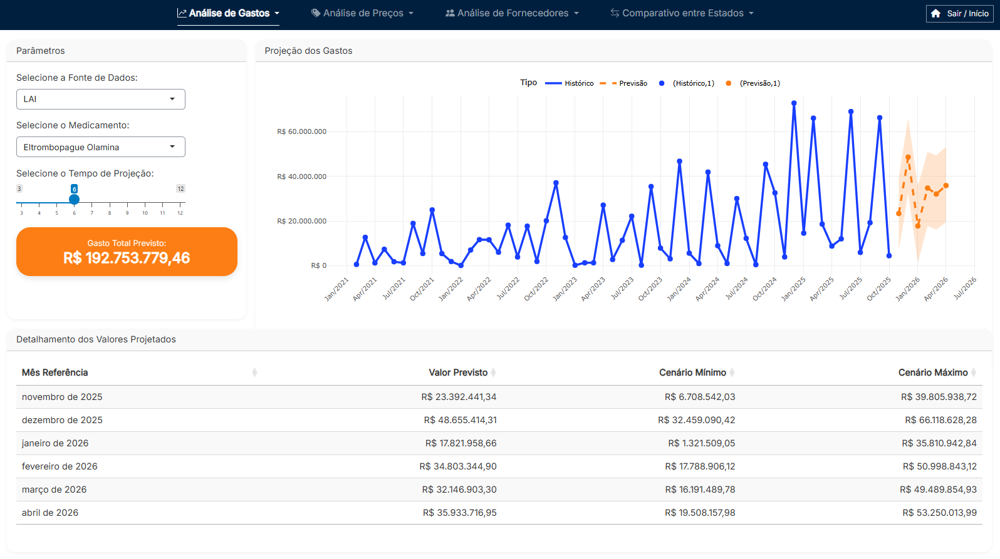 Análise de Gastos
Análise de Preços
Análise de Fornecedores
Comparativo entre Estados
Sair / Início
Parâmetros
Selecione a Fonte de Dados:
LAI
Selecione o Medicamento:
Eltrombopague Olamina
Selecione o Tempo de Projeção:
3 6 12
3 4 5 6 7 8 9 10 11 12
Gasto Total Previsto:
R$ 192.753.779,46
Projeção dos Gastos
Tipo Histórico Previsão (Histórico,1) (Previsão,1)
R$ 60.000.000
R$ 40.000.000
R$ 20.000.000
R$ 0
Jan/2021 Apr/2021 Jul/2021 Oct/2021 Jan/2022 Apr/2022 Jul/2022 Oct/2022 Jan/2023 Apr/2023 Jul/2023 Oct/2023 Jan/2024 Apr/2024 Jul/2024 Oct/2024 Jan/2025 Apr/2025 Jul/2025 Oct/2025 Jan/2026 Apr/2026 Jul/2026
Detalhamento dos Valores Projetados
Mês Referência Valor Previsto Cenário Mínimo Cenário Máximo
novembro de 2025 R$ 23.392.441,34 R$ 6.708.542,03 R$ 39.805.938,72
dezembro de 2025 R$ 48.655.414,31 R$ 32.459.090,42 R$ 66.118.628,28
janeiro de 2026 R$ 17.821.958,66 R$ 1.321.509,05 R$ 35.810.942,84
fevereiro de 2026 R$ 34.803.344,90 R$ 17.788.906,12 R$ 50.998.843,12
março de 2026 R$ 32.146.903,30 R$ 16.191.489,78 R$ 49.489.854,93
abril de 2026 R$ 35.933.716,95 R$ 19.508.157,98 R$ 53.250.013,99